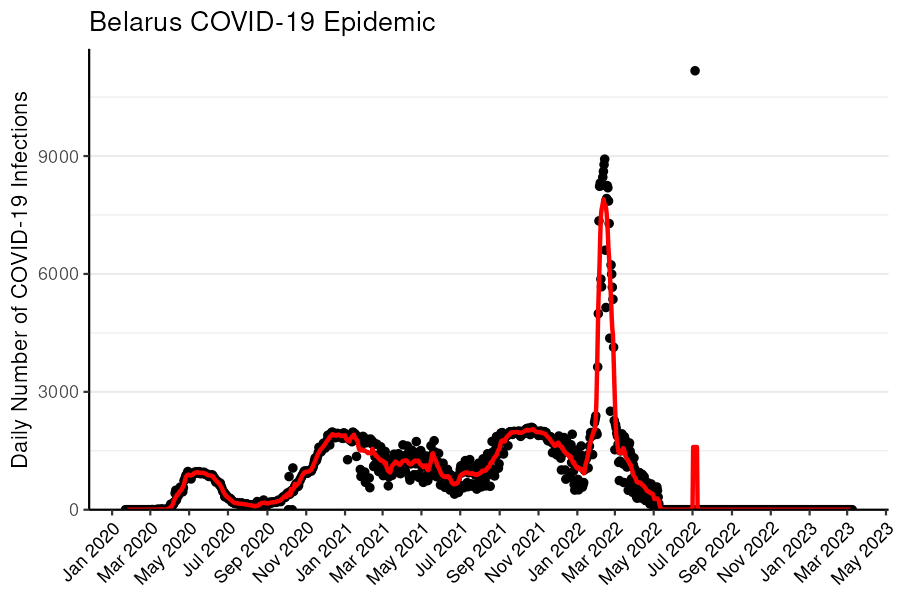 Belarus COVID-19 Epidemic
Daily Number of COVID-19 Infections
9000
6000
3000
0
Jan 2020
Mar 2020
May 2020
Jul 2020
Sep 2020
Nov 2020
Jan 2021
Mar 2021
May 2021
Jul 2021
Sep 2021
Nov 2021
Jan 2022
Mar 2022
May 2022
Jul 2022
Sep 2022
Nov 2022
Jan 2023
Mar 2023
May 2023